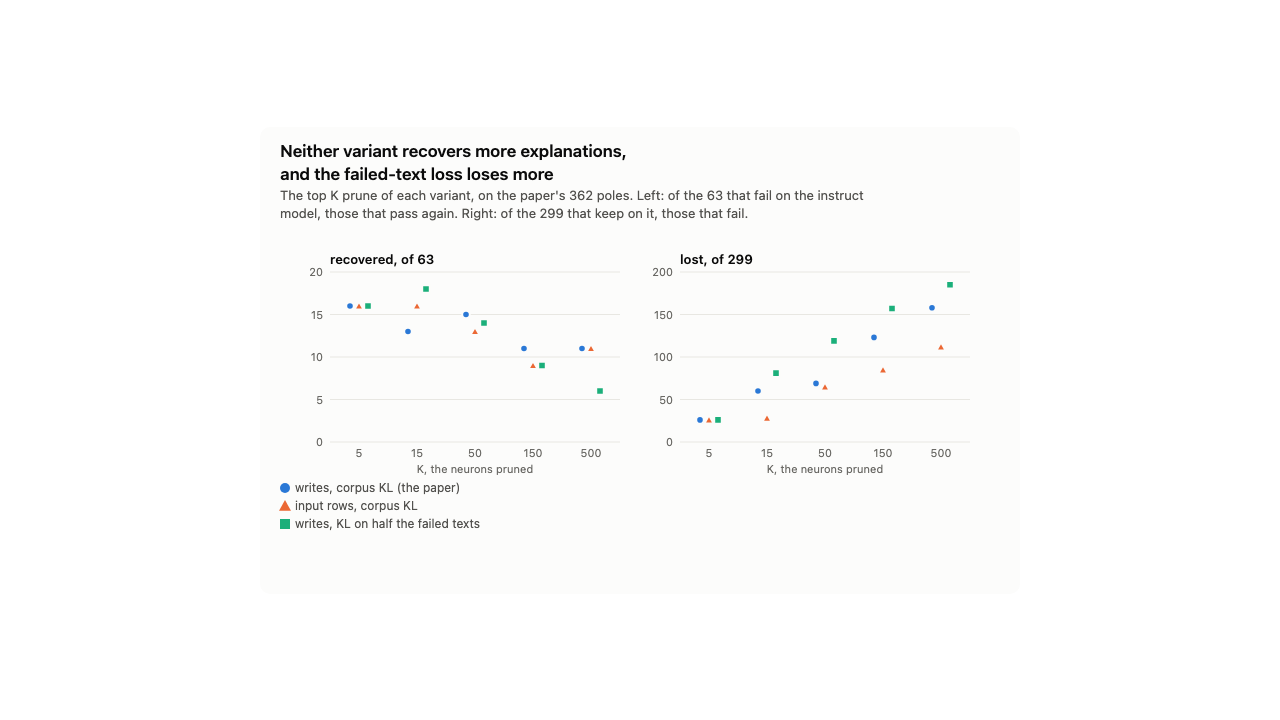 Neither variant recovers more explanations,
and the failed-text loss loses more
The top K prune of each variant, on the paper's 362 poles. Left: of the 63 that fail on the instruct
model, those that pass again. Right: of the 299 that keep on it, those that fail.
recovered, of 63
20
15
10
5
0
5 15 50 150 500
K, the neurons pruned
lost, of 299
200
150
100
50
0
5 15 50 150 500
K, the neurons pruned
writes, corpus KL (the paper)
input rows, corpus KL
writes, KL on half the failed texts